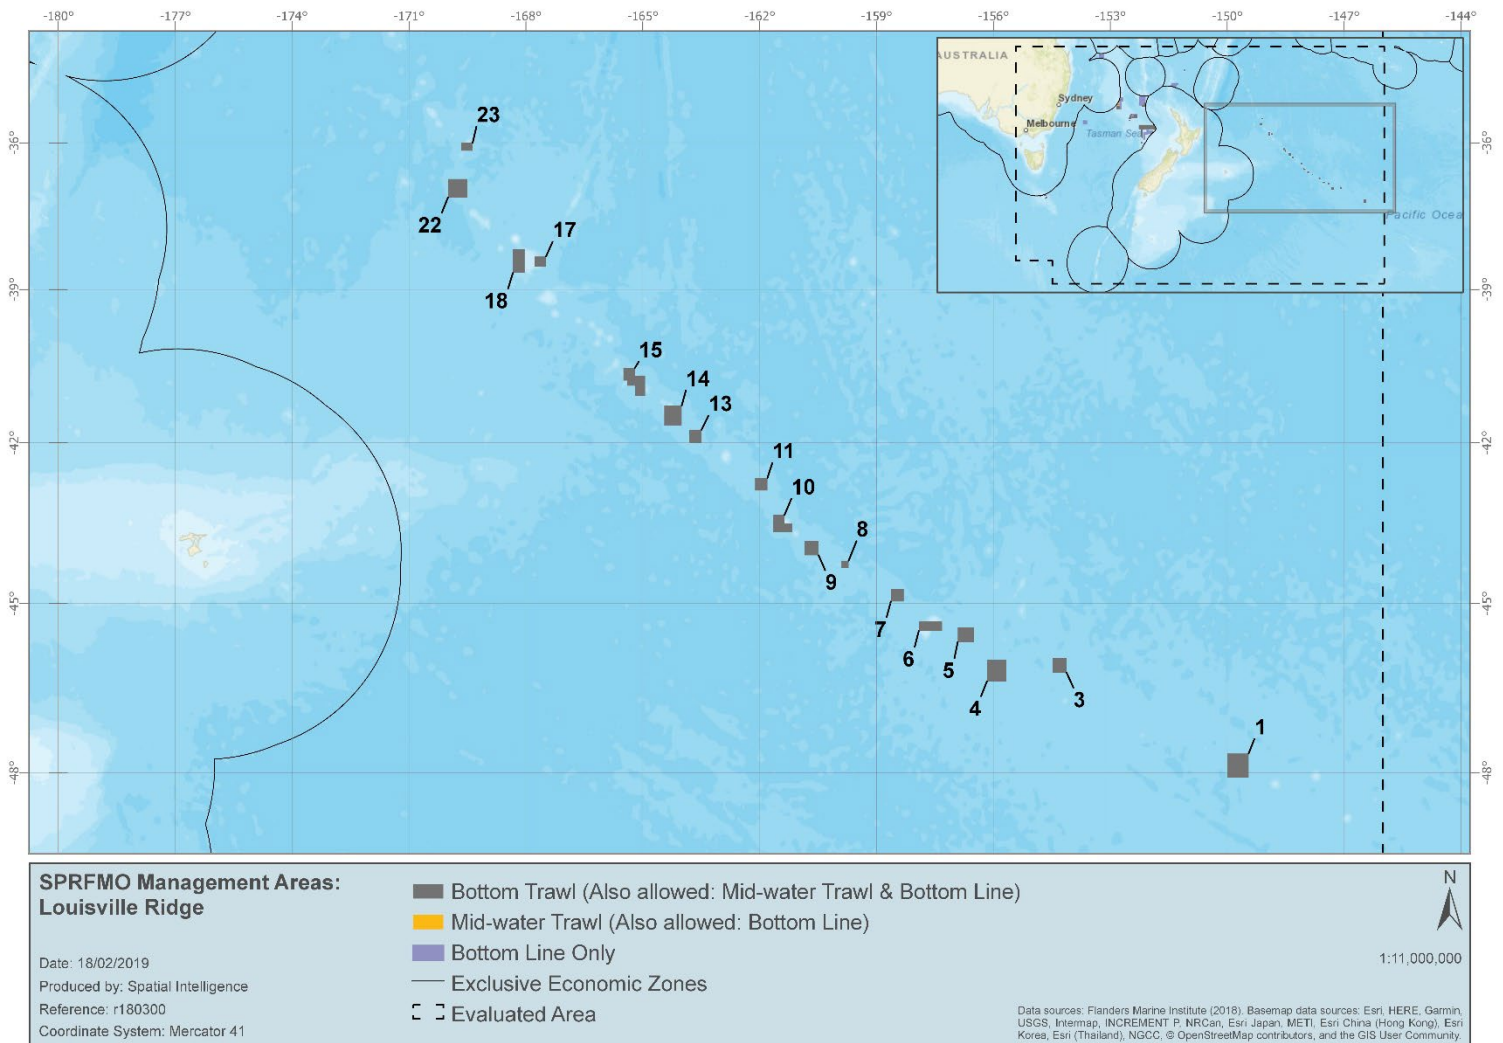 -180° -177° -174° -171° -168° -165° -162° -159° -156° -153° -150° -147° -144°
AUSTRALIA
Sydney
Melbourne
Tasman Sea
Pacific Ocea
-36° -36°
-39° -39°
-42° -42°
-45° -45°
-48° -48°
23
22
17
18
15
14
13
11
10
8
9
7
6
5
4
3
1
SPRFMO Management Areas:
Louisville Ridge
Date: 18/02/2019
Produced by: Spatial Intelligence
Reference: r180300
Coordinate System: Mercator 41
Bottom Trawl (Also allowed: Mid-water Trawl & Bottom Line)
Mid-water Trawl (Also allowed: Bottom Line)
Bottom Line Only
Exclusive Economic Zones
Evaluated Area
N
1:11,000,000
Data sources: Flanders Marine Institute (2018). Basemap data sources: Esri, HERE, Garmin,
USGS, Intermap, INCREMENT P, NRCan, Esri Japan, METI, Esri China (Hong Kong), Esri
Korea, Esri (Thailand), NGCC, © OpenStreetMap contributors, and the GIS User Community.